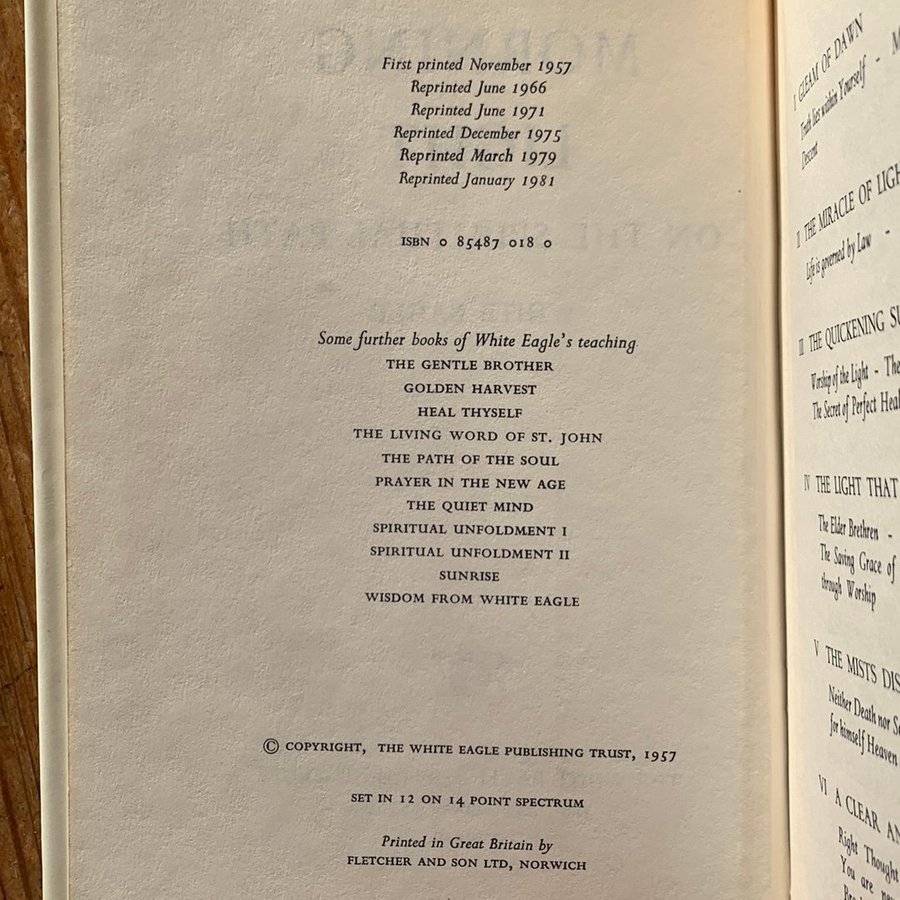 First printed November 1957
Reprinted June 1966
Reprinted June 1971
Reprinted December 1975
Reprinted March 1979
Reprinted January 1981
ISBN 0 85487 018 0
Some further books of White Eagle's teaching
THE GENTLE BROTHER
GOLDEN HARVEST
HEAL THYSELF
THE LIVING WORD OF ST. JOHN
THE PATH OF THE SOUL
PRAYER IN THE NEW AGE
THE QUIET MIND
SPIRITUAL UNFOLDMENT I
SPIRITUAL UNFOLDMENT II
SUNRISE
WISDOM FROM WHITE EAGLE
© COPYRIGHT, THE WHITE EAGLE PUBLISHING TRUST, 1957
SET IN 12 ON 14 POINT SPECTRUM
Printed in Great Britain by
FLETCHER AND SON LTD, NORWICH
I GLEAM OF DAWN
Truth lies within Yourself -
Descent
II THE MIRACLE OF
Life is governed by Law -
III THE QUICKENING
Worship of the Light - The
The Secret of Perfect
IV THE LIGHT THAT
The Elder Brethren -
The Saving Grace of
through Worship
V THE MISTS
Neither Death nor
for himself Heaven
VI A CLEAR
Right Thought
You are